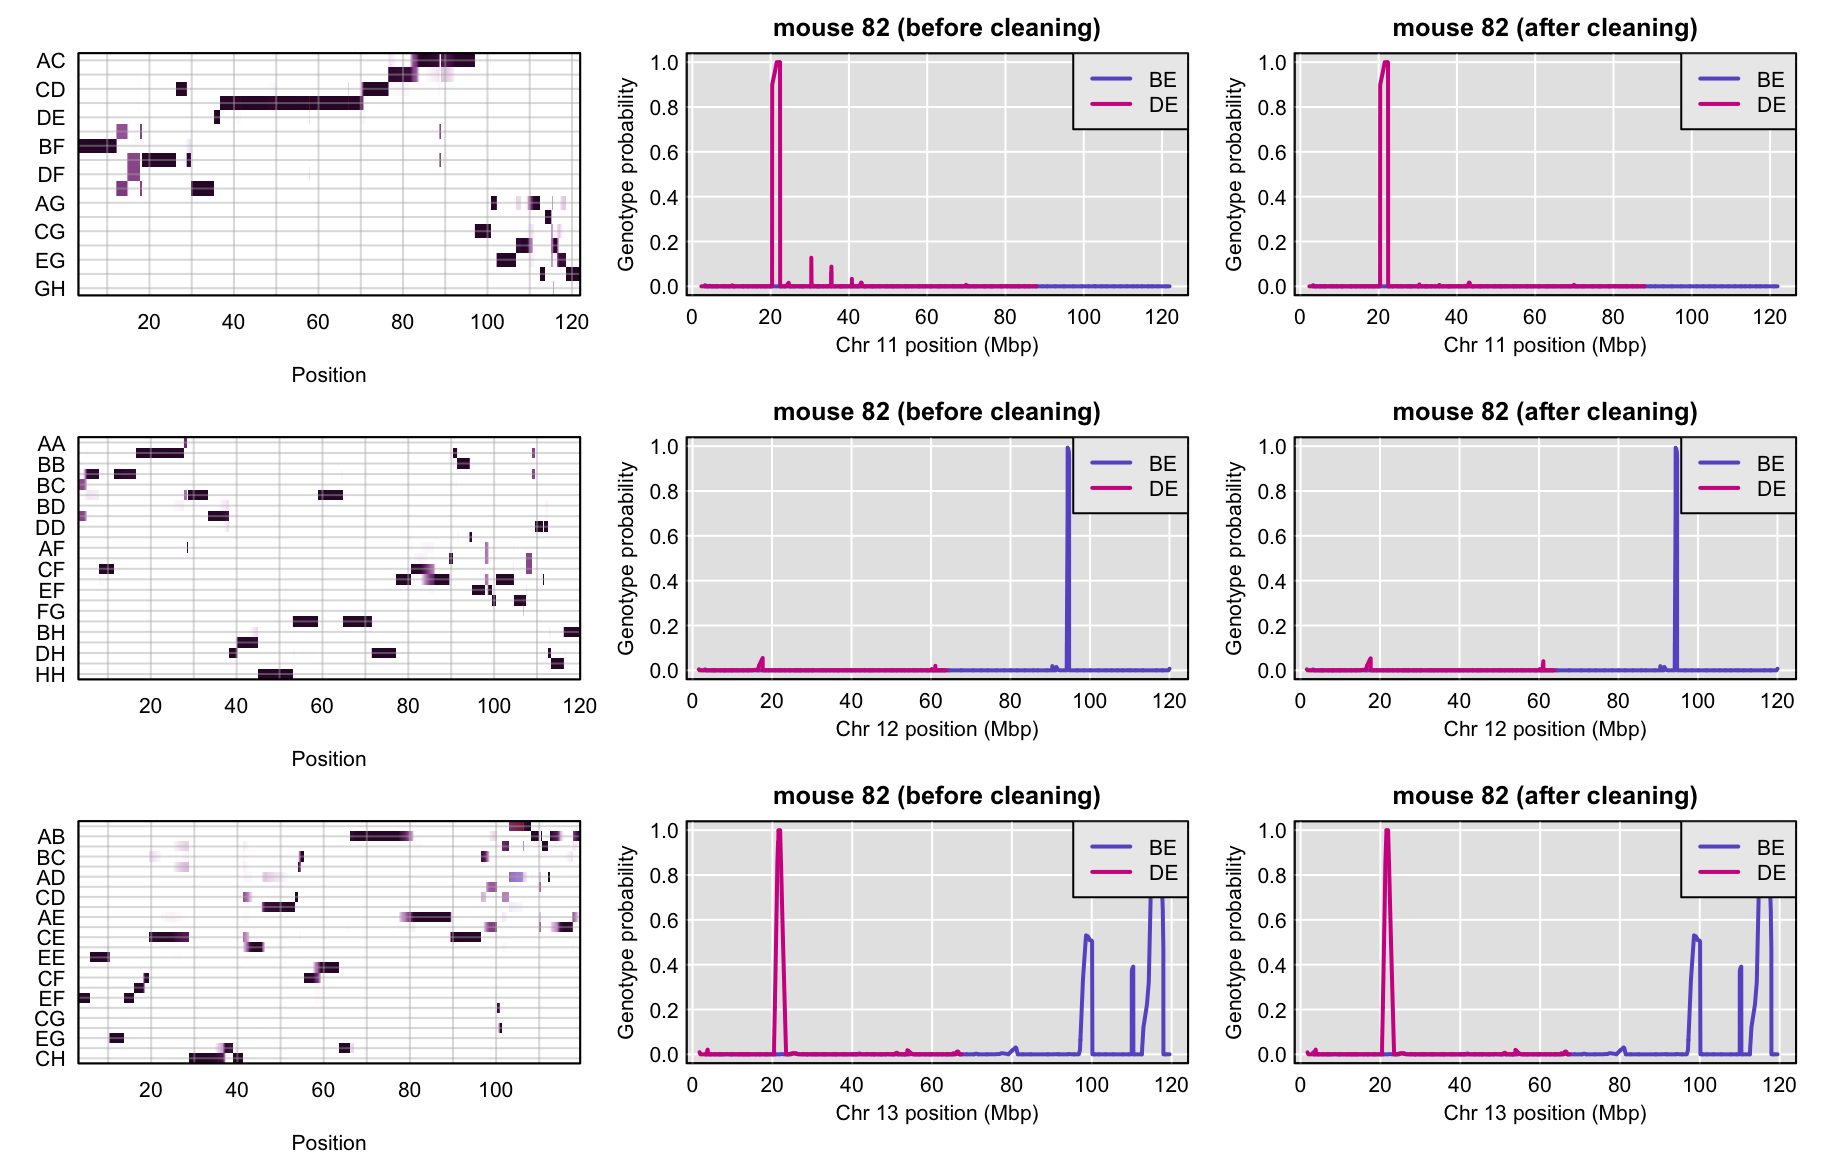 AC
CD
DE
BF
DF
AG
CG
EG
GH
20 40 60 80 100 120
Position
mouse 82 (before cleaning)
Genotype probability
1.0
0.8
0.6
0.4
0.2
0.0
BE
DE
0 20 40 60 80 100 120
Chr 11 position (Mbp)
mouse 82 (after cleaning)
Genotype probability
1.0
0.8
0.6
0.4
0.2
0.0
BE
DE
0 20 40 60 80 100 120
Chr 11 position (Mbp)
AA
BB
BC
BD
DD
AF
CF
EF
FG
BH
DH
HH
20 40 60 80 100 120
Position
mouse 82 (before cleaning)
Genotype probability
1.0
0.8
0.6
0.4
0.2
0.0
BE
DE
0 20 40 60 80 100 120
Chr 12 position (Mbp)
mouse 82 (after cleaning)
Genotype probability
1.0
0.8
0.6
0.4
0.2
0.0
BE
DE
0 20 40 60 80 100 120
Chr 12 position (Mbp)
AB
BC
AD
CD
AE
CE
EE
CF
EF
CG
EG
CH
20 40 60 80 100
Position
mouse 82 (before cleaning)
Genotype probability
1.0
0.8
0.6
0.4
0.2
0.0
BE
DE
0 20 40 60 80 100 120
Chr 13 position (Mbp)
mouse 82 (after cleaning)
Genotype probability
1.0
0.8
0.6
0.4
0.2
0.0
BE
DE
0 20 40 60 80 100 120
Chr 13 position (Mbp)